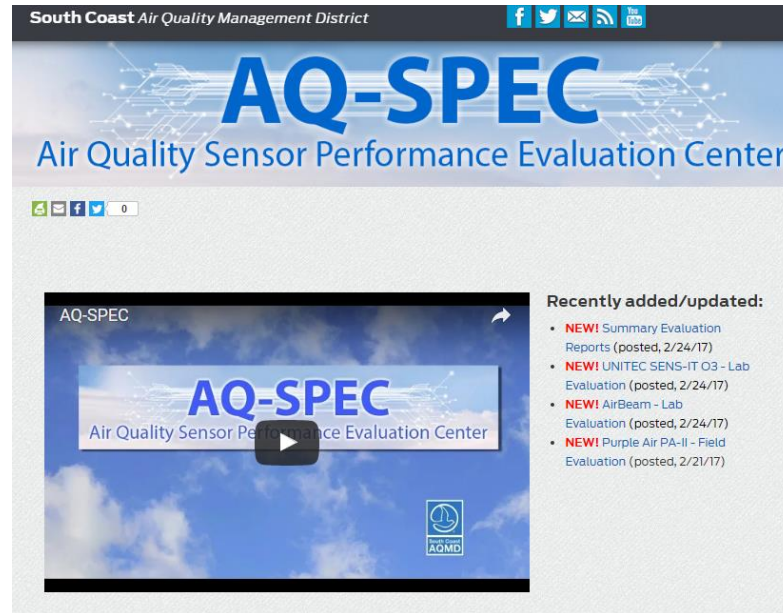 South Coast Air Quality Management District
You
Tube
AQ-SPEC
Air Quality Sensor Performance Evaluation Center
0
AQ-SPEC
AQ-SPEC
Air Quality Sensor Performance Evaluation Center
South Coast
AQMD
Recently added/updated:
NEW! Summary Evaluation
Reports (posted, 2/24/17)
NEW! UNITEC SENS-IT O3 - Lab
Evaluation (posted, 2/24/17)
NEW! AirBeam - Lab
Evaluation (posted, 2/24/17)
NEW! Purple Air PA-II - Field
Evaluation (posted, 2/21/17)